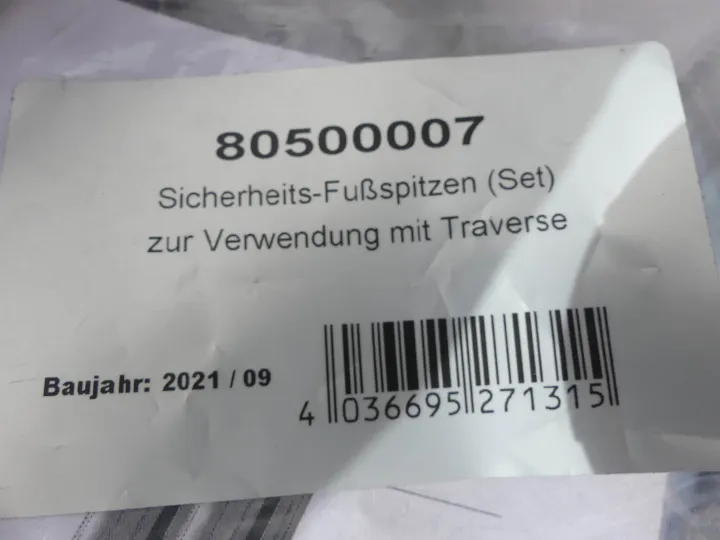 80500007
Sicherheits-Fußspitzen (Set)
zur Verwendung mit Traverse
Baujahr: 2021 / 09
4 036695 271315